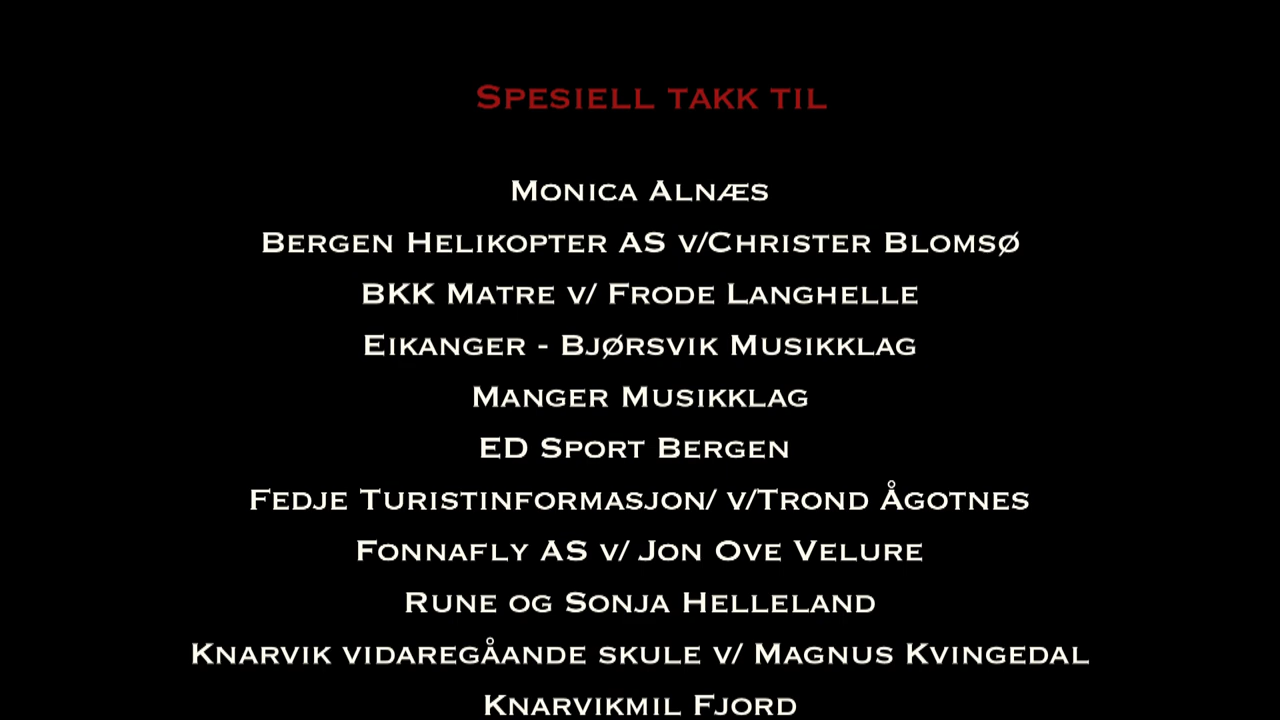 Spesiell takk til
Monica Alnæs
Bergen Helikopter AS v/Christer Blomsø
BKK Matre v/ Frode Langhelle
Eikanger - Bjørsvik Musikklag
Manger Musikklag
ED Sport Bergen
Fedje Turistinformasjon/ v/Trond Ågotnes
Fonnafly AS v/ Jon Ove Velure
Rune og Sonja Helleland
Knarvik vidaregåande skule v/ Magnus Kvingedal
Knarvikmil Fjord